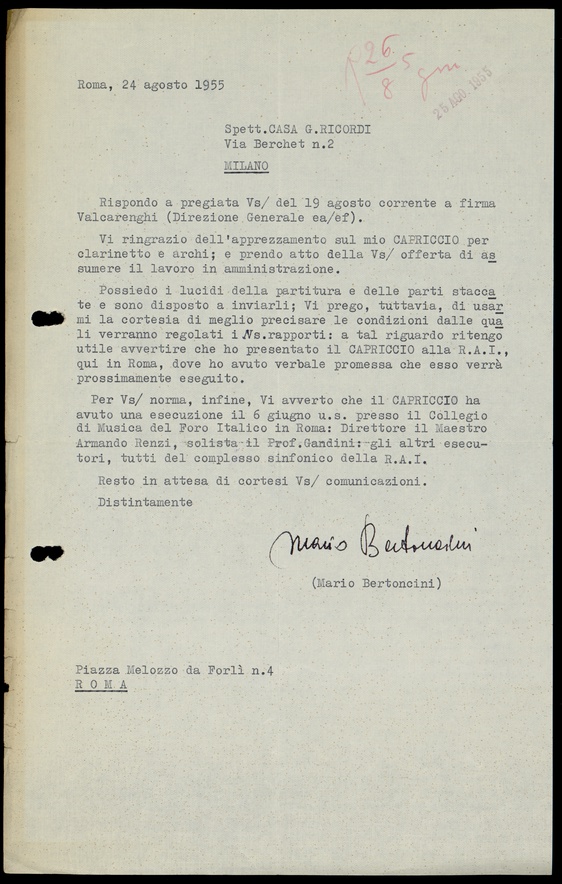 26
8
25 AGO. 1955
Roma, 24 agosto 1955
Spett.CASA G.RICORDI
Via Berchet n.2
MILANO
Rispondo a pregiata Vs/ del 19 agosto corrente a firma
Valcarenghi (Direzione Generale ea/ef).
Vi ringrazio dell'apprezzamento sul mio CAPRICCIO per
clarinetto e archi; e prendo atto della Vs/ offerta di as
sumere il lavoro in amministrazione.
Possiedo i lucidi della partitura e delle parti stacca
te e sono disposto a inviarli; Vi prego, tuttavia, di usar
mi la cortesia di meglio precisare le condizioni dalle qua
li verranno regolati i Ns.rapporti: a tal riguardo ritengo
utile avvertire che ho presentato il CAPRICCIO alla R.A.I.,
qui in Roma, dove ho avuto verbale promessa che esso verrà
prossimamente eseguito.
Per Vs/ norma, infine, Vi avverto che il CAPRICCIO ha
avuto una esecuzione il 6 giugno u.s. presso il Collegio
di Musica del Foro Italico in Roma: Direttore il Maestro
Armando Renzi, solista il Prof.Gandini: gli altri esecu-
tori, tutti del complesso sinfonico della R.A.I.
Resto in attesa di cortesi Vs/ comunicazioni.
Distintamente
Mario Bertoncini
(Mario Bertoncini)
Piazza Melozzo da Forlì n.4
R O M A